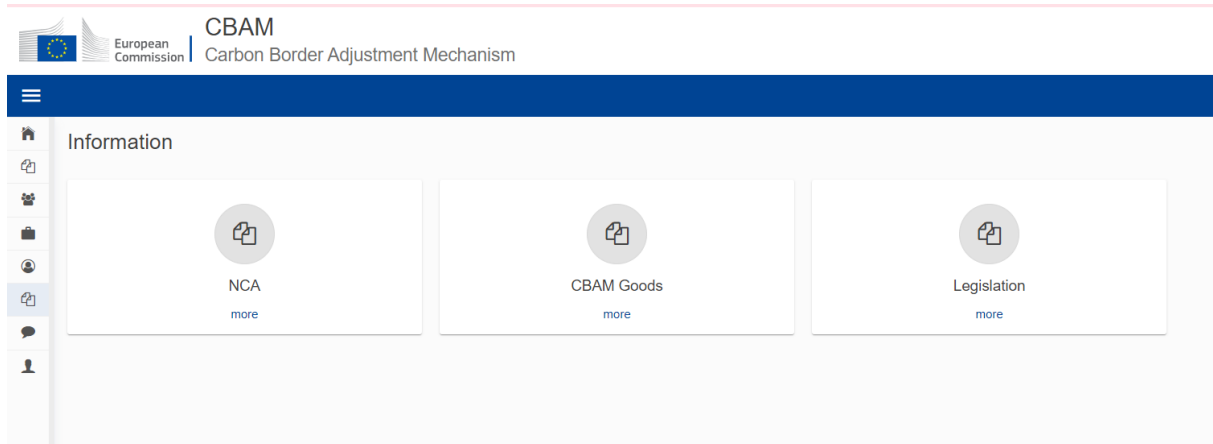 CBAM
European
Commission
Carbon Border Adjustment Mechanism
Information
NCA
CBAM Goods
Legislation
more
more
more